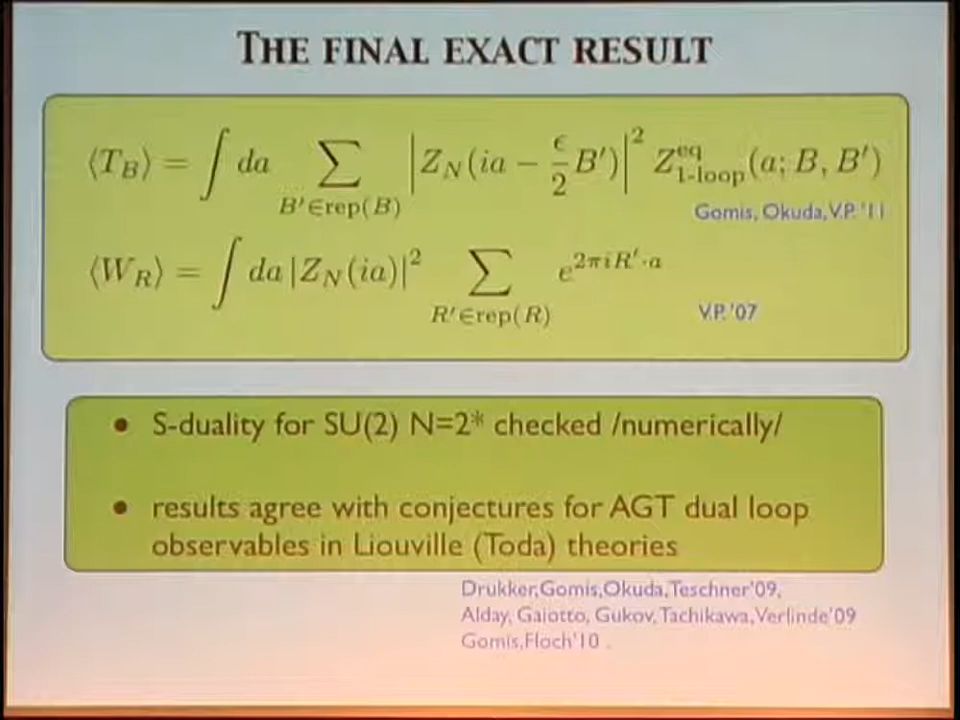 THE FINAL EXACT RESULT
⟨T_B⟩ = ∫ da ∑_{B'∈rep(B)} |Z_N(ia − ϵ/2 B')|² Z^{eq}_{1-loop}(a; B, B')
Gomis, Okuda, V.P. '11
⟨W_R⟩ = ∫ da |Z_N(ia)|² ∑_{R'∈rep(R)} e^{2πiR'·a}
V.P. '07
• S-duality for SU(2) N=2* checked /numerically/
• results agree with conjectures for AGT dual loop
observables in Liouville (Toda) theories
Drukker,Gomis,Okuda,Teschner'09,
Alday, Gaiotto, Gukov, Tachikawa, Verlinde'09
Gomis,Floch'10 .